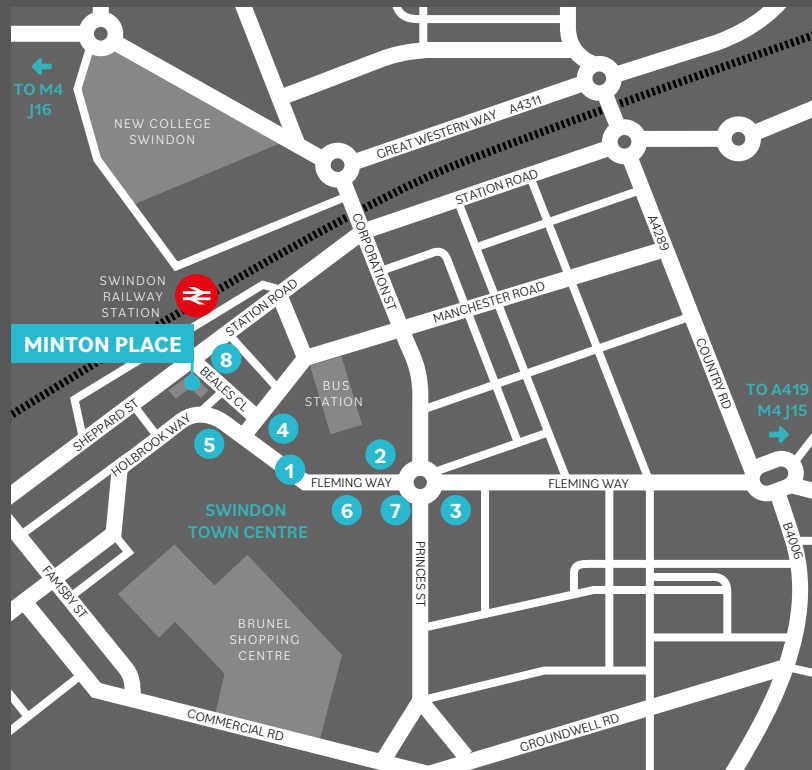 TO M4
J16
NEW COLLEGE
SWINDON
GREAT WESTERN WAY A4311
STATION ROAD
A4289
CORPORATION ST
SWINDON
RAILWAY
STATION
STATION ROAD
MANCHESTER ROAD
MINTON PLACE
8
BEALES CL
BUS
STATION
COUNTRY RD
TO A419
M4 J15
SHEPPARD ST
HOLBROOK WAY
5
4
1
2
FLEMING WAY
FLEMING WAY
6
7
3
SWINDON
TOWN CENTRE
B4006
PRINCES ST
FAMSBY ST
BRUNEL
SHOPPING
CENTRE
COMMERCIAL RD
GROUNDWELL RD